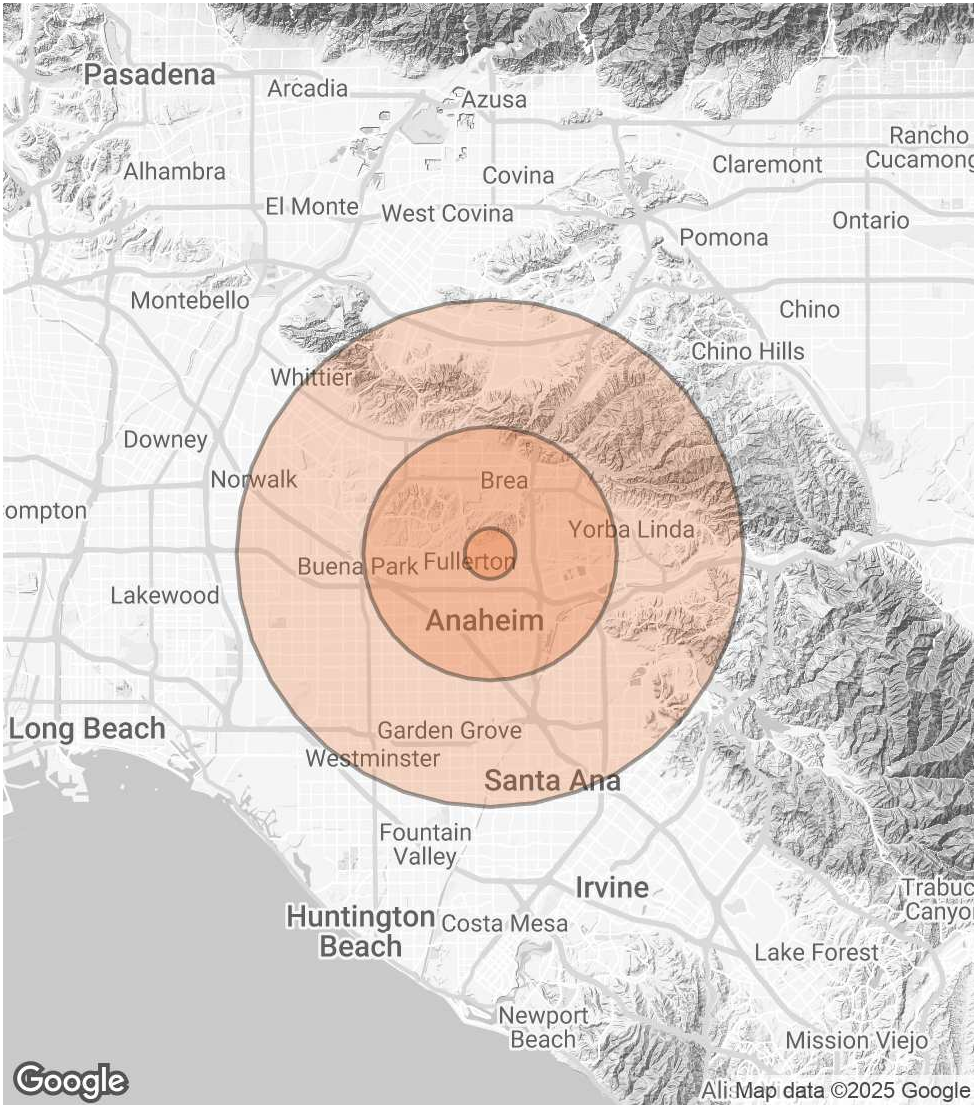 Pasadena
Arcadia
Azusa
Rancho
Cucamong
Alhambra
Covina
Claremont
El Monte
West Covina
Ontario
Pomona
Montebello
Chino
Chino Hills
Whittier
Downey
Norwalk
Brea
ompton
Yorba Linda
Buena Park
Fullerton
Lakewood
Anaheim
Long Beach
Garden Grove
Westminster
Santa Ana
Fountain
Valley
Irvine
Trabuc
Canyo
Huntington
Beach
Costa Mesa
Lake Forest
Newport
Beach
Mission Viejo
Google
Map data ©2025 Google